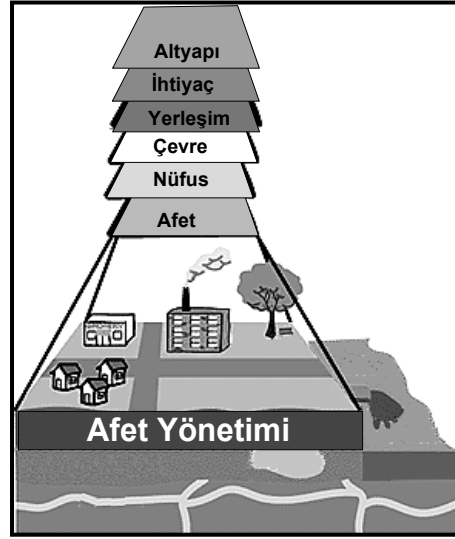 Altyapı
İhtiyaç
Yerleşim
Çevre
Nüfus
Afet
Afet Yönetimi